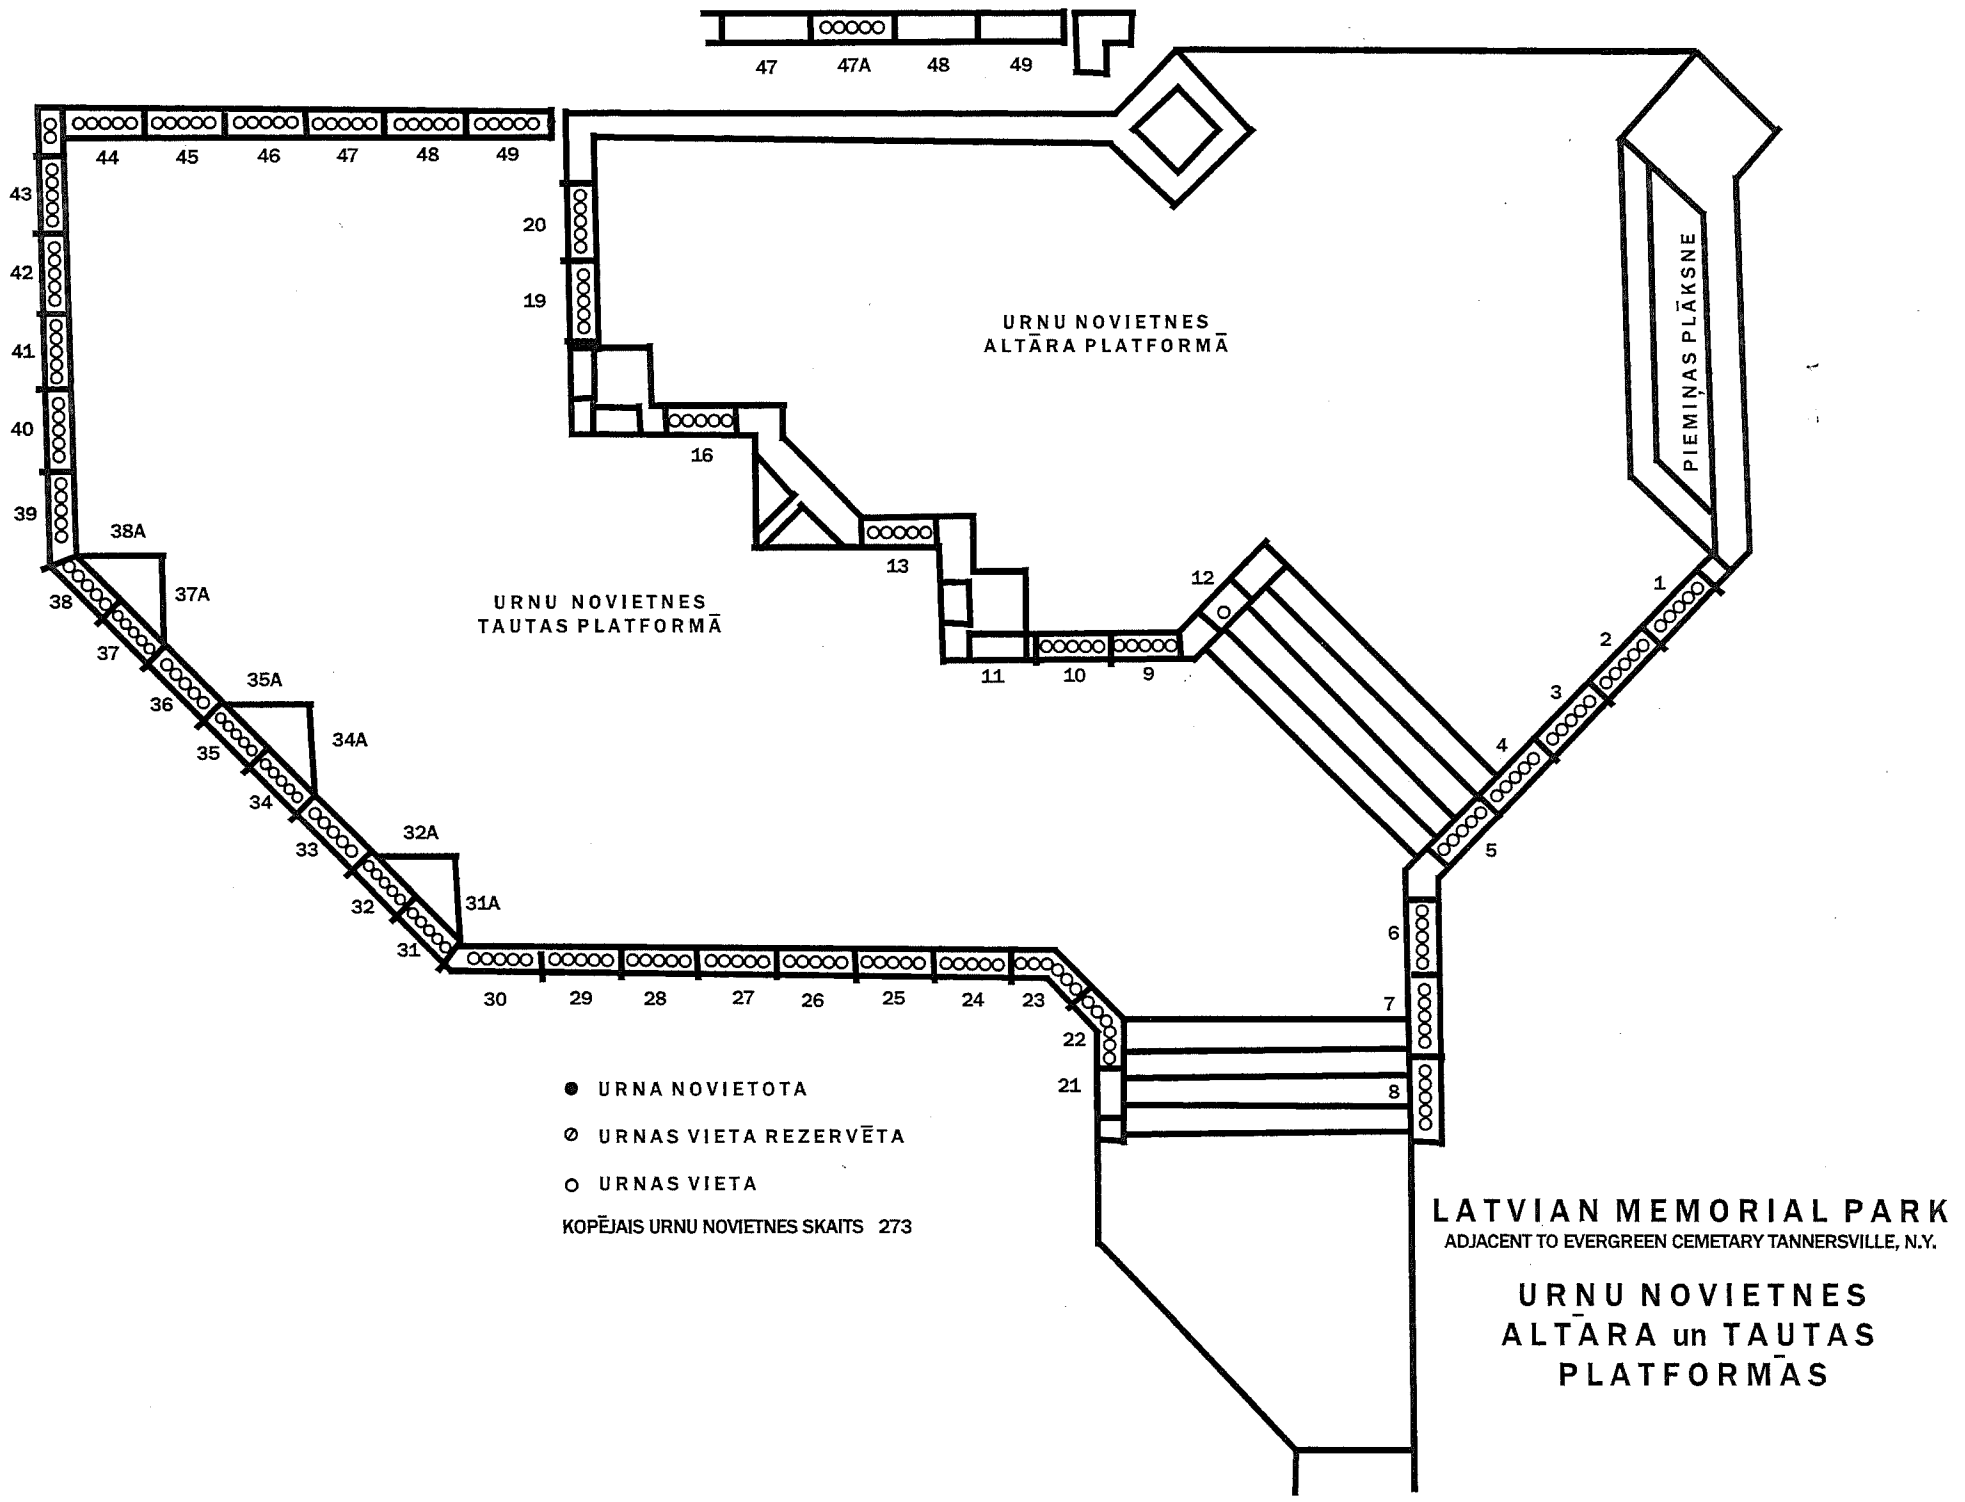 47 47A 48 49
44 45 46 47 48 49
43
42
41
40
39
38A
38
37A
37
36
35A
35
34A
34
33
32A
32
31A
31
30 29 28 27 26 25 24 23
22
21
20
19
16
13
12
11 10 9
1
2
3
4
5
6
7
8
URNU NOVIETNES
ALTĀRA PLATFORMĀ
PIEMIŅAS PLĀKSNE
URNU NOVIETNES
TAUTAS PLATFORMĀ
URNA NOVIETOTA
URNAS VIETA REZERVĒTA
URNAS VIETA
KOPĒJAIS URNU NOVIETNES SKAITS 273
LATVIAN MEMORIAL PARK
ADJACENT TO EVERGREEN CEMETARY TANNERSVILLE, N.Y.
URNU NOVIETNES
ALTĀRA un TAUTAS
PLATFORMĀS